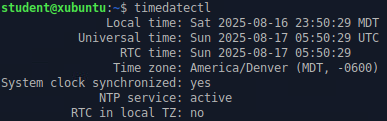 student@xubuntu:~$ timedatectl
Local time: Sat 2025-08-16 23:50:29 MDT
Universal time: Sun 2025-08-17 05:50:29 UTC
RTC time: Sun 2025-08-17 05:50:29
Time zone: America/Denver (MDT, -0600)
System clock synchronized: yes
NTP service: active
RTC in local TZ: no